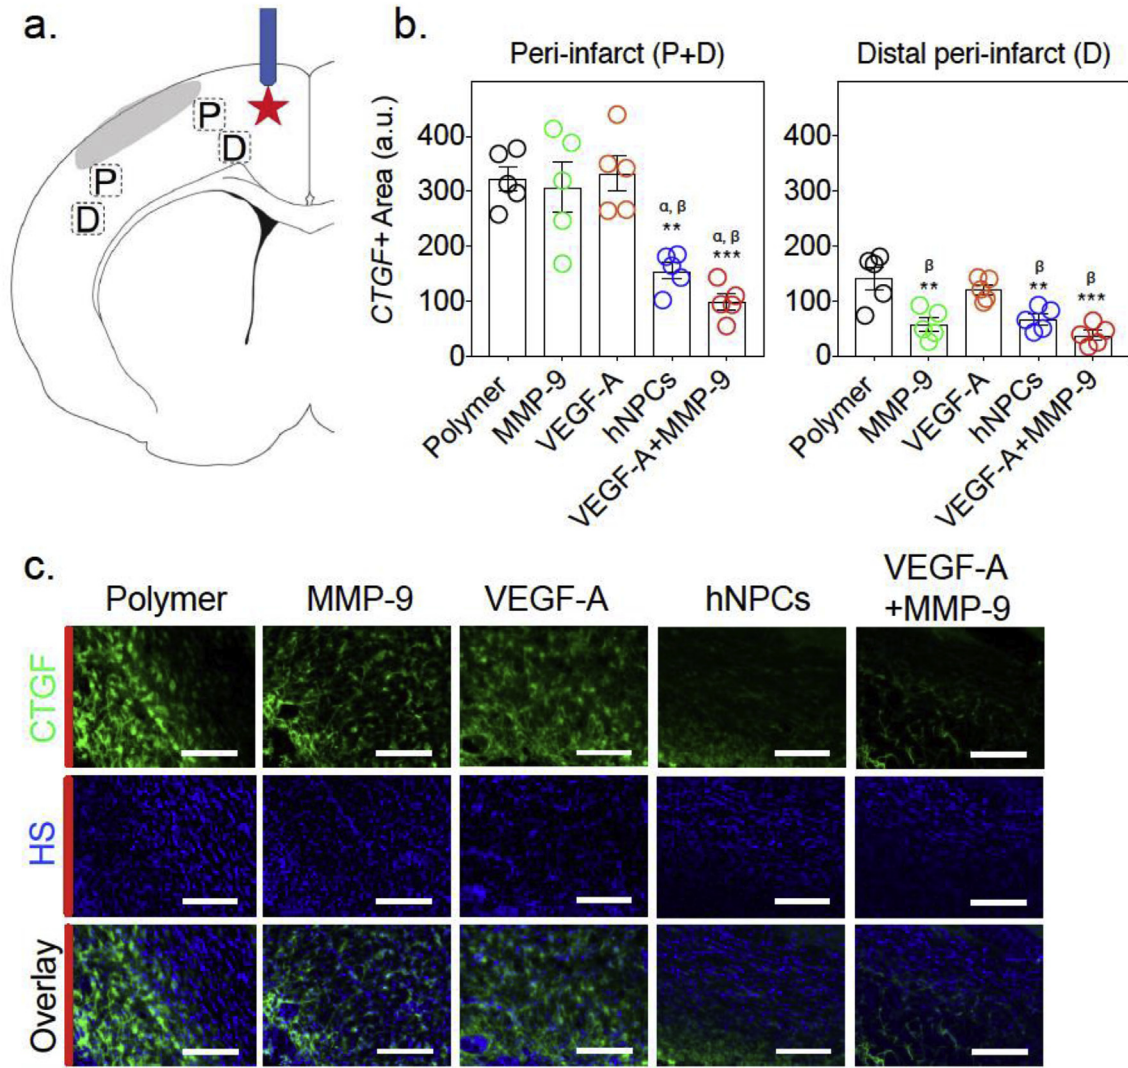 a.
P
D
P
D
b.
Peri-infarct (P+D)
Distal peri-infarct (D)
CTGF+ Area (a.u.)
400
300
200
100
0
α, β
**
α, β
***
Polymer
MMP-9
VEGF-A
hNPCs
VEGF-A+MMP-9
400
300
200
100
0
β
**
β
**
β
***
Polymer
MMP-9
VEGF-A
hNPCs
VEGF-A+MMP-9
c.
Polymer
MMP-9
VEGF-A
hNPCs
VEGF-A
+MMP-9
CTGF
HS
Overlay